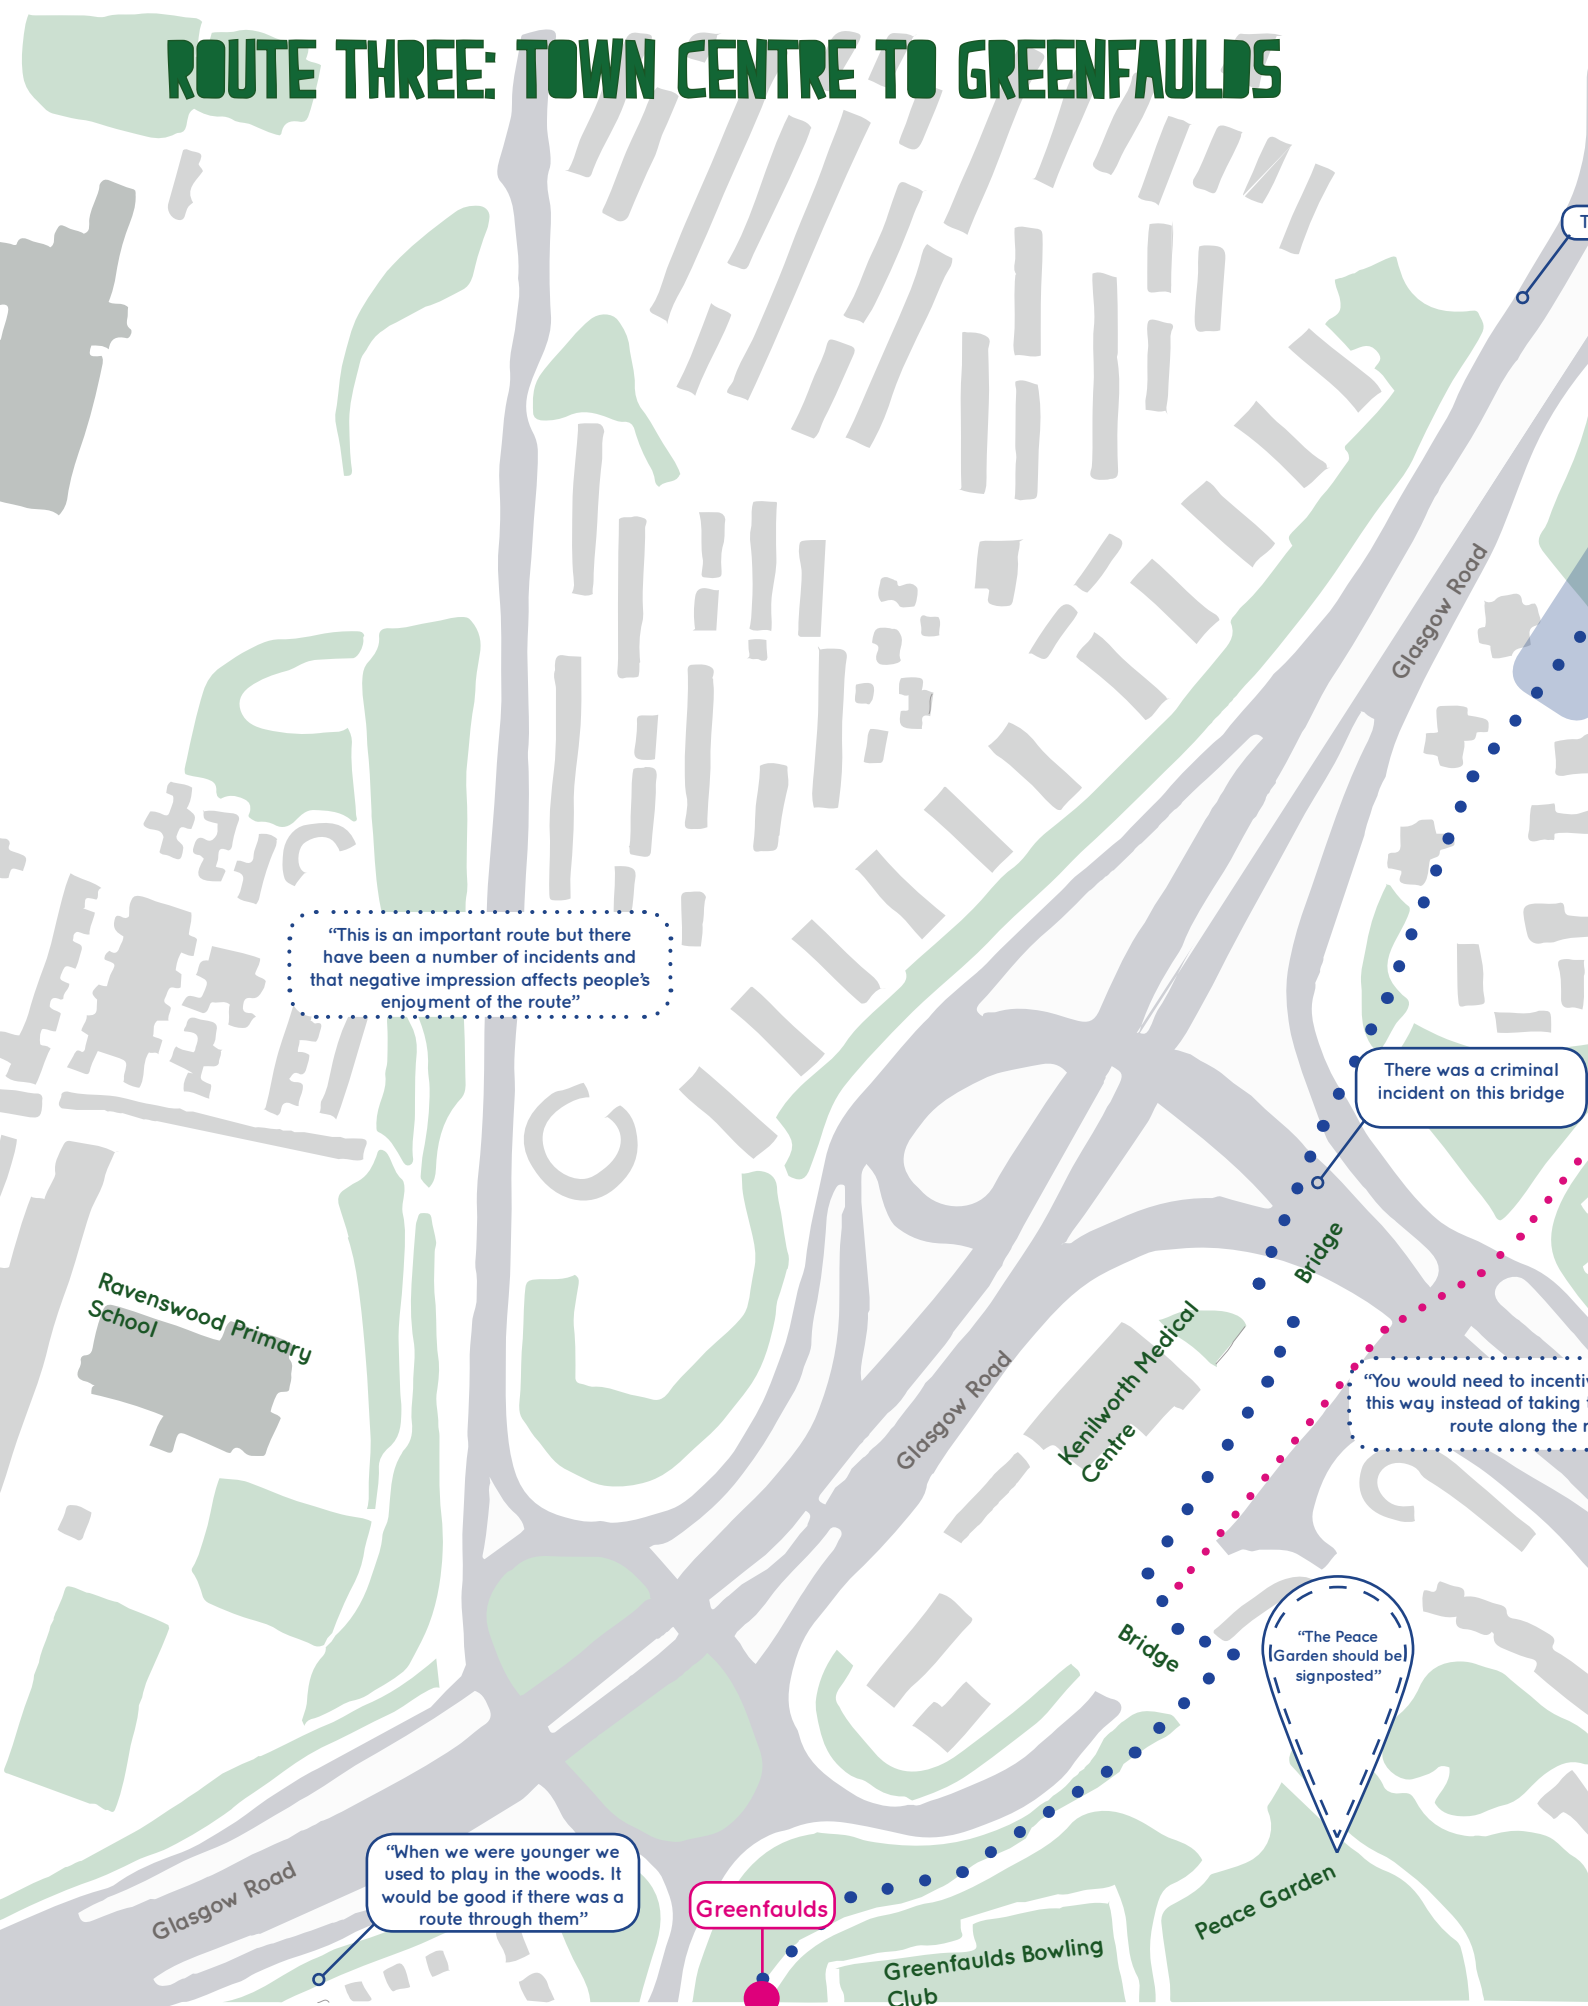 ROUTE THREE: TOWN CENTRE TO GREENFAULDS
T
Glasgow Road
“This is an important route but there
have been a number of incidents and
that negative impression affects people’s
enjoyment of the route”
There was a criminal
incident on this bridge
Bridge
Ravenswood Primary
School
Kenilworth Medical
Centre
Glasgow Road
“You would need to incentiv
this way instead of taking t
route along the r
Bridge
“The Peace
Garden should be
signposted”
“When we were younger we
used to play in the woods. It
would be good if there was a
route through them”
Glasgow Road
Greenfaulds
Peace Garden
Greenfaulds Bowling
Club